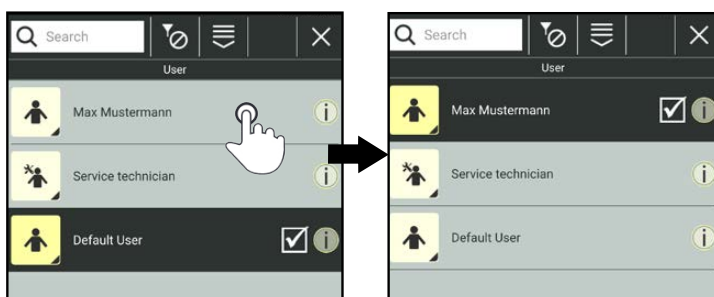 Search
User
Max Mustermann
i
Service technician
i
Default User
i
Search
User
Max Mustermann
i
Service technician
i
Default User
i